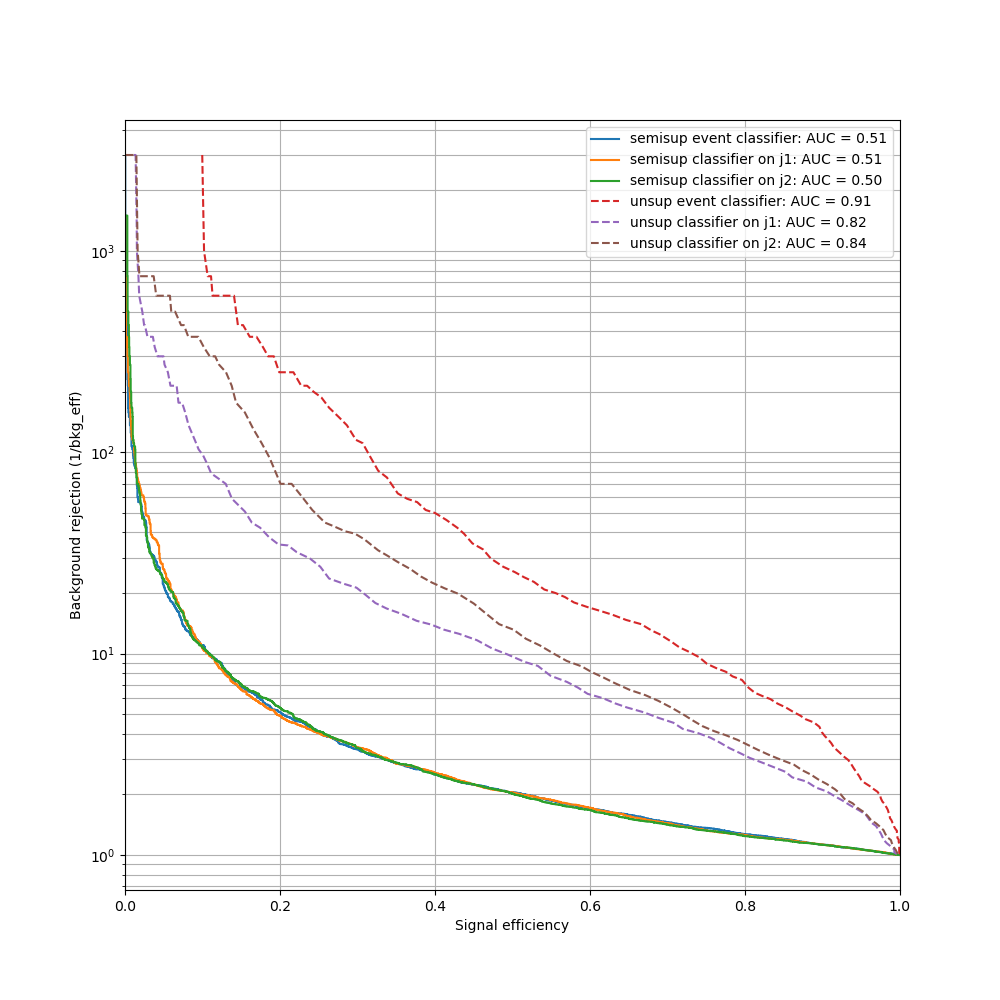 semisup event classifier: AUC = 0.51
semisup classifier on j1: AUC = 0.51
semisup classifier on j2: AUC = 0.50
unsup event classifier: AUC = 0.91
unsup classifier on j1: AUC = 0.82
unsup classifier on j2: AUC = 0.84
Background rejection (1/bkg_eff)
10³
10²
10¹
10⁰
0.0 0.2 0.4 0.6 0.8 1.0
Signal efficiency